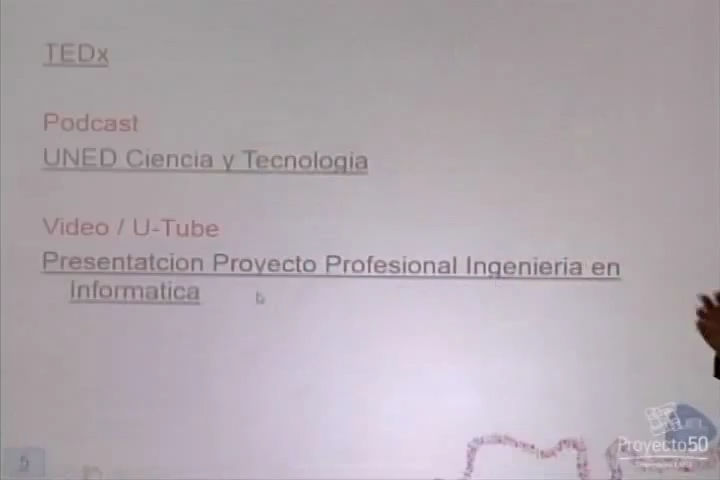 TEDx
Podcast
UNED Ciencia y Tecnologia
Video / U-Tube
Presentatcion Proyecto Profesional Ingenieria en
Informatica
Proyecto50
5